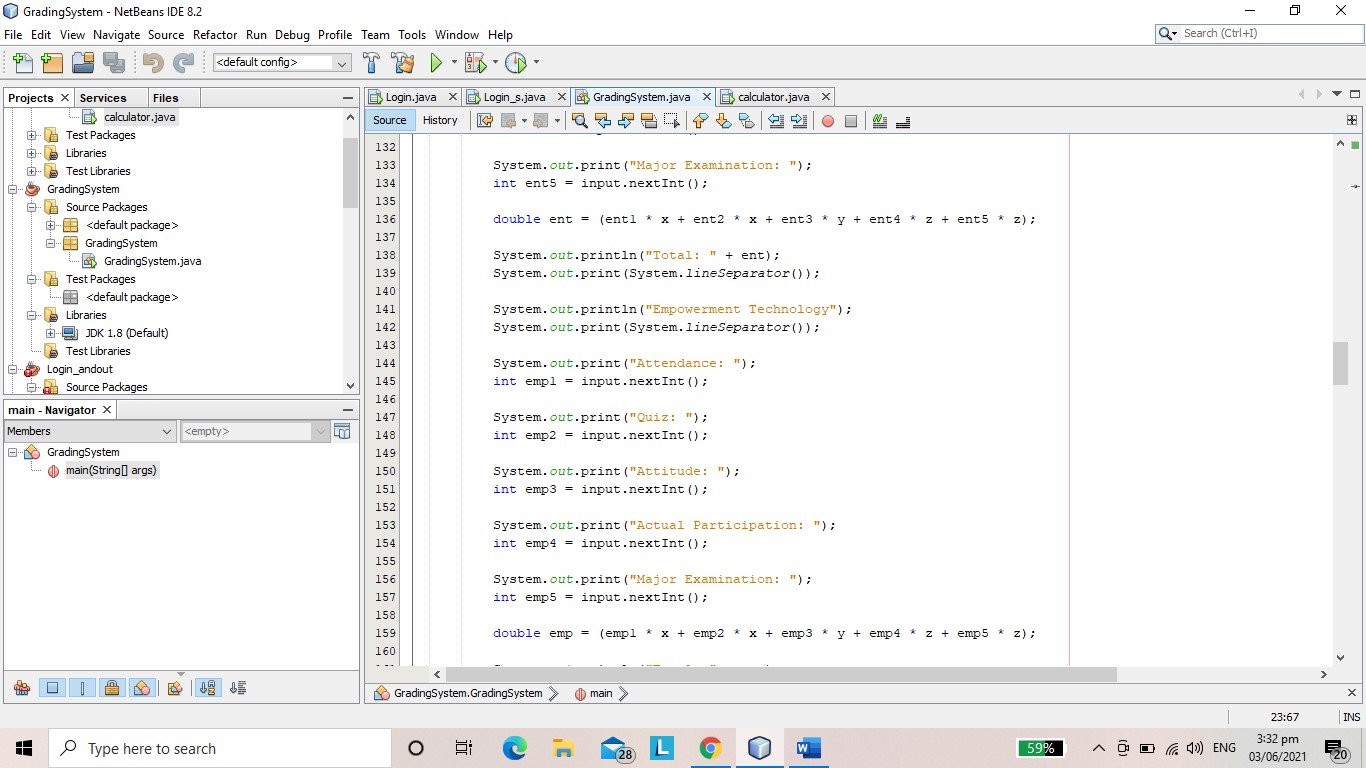 GradingSystem - NetBeans IDE 8.2
File Edit View Navigate Source Refactor Run Debug Profile Team Tools Window Help
Search (Ctrl+I)
<default config>
Projects Services Files
calculator.java
Test Packages
Libraries
Test Libraries
GradingSystem
Source Packages
<default package>
GradingSystem
GradingSystem.java
Test Packages
<default package>
Libraries
JDK 1.8 (Default)
Test Libraries
Login_andout
Source Packages
main - Navigator
Members <empty>
GradingSystem
main(String[] args)
Login.java Login_s.java GradingSystem.java calculator.java
Source History
132
133 System.out.print("Major Examination: ");
134 int ent5 = input.nextInt();
135
136 double ent = (ent1 * x + ent2 * x + ent3 * y + ent4 * z + ent5 * z);
137
138 System.out.println("Total: " + ent);
139 System.out.print(System.lineSeparator());
140
141 System.out.println("Empowerment Technology");
142 System.out.print(System.lineSeparator());
143
144 System.out.print("Attendance: ");
145 int emp1 = input.nextInt();
146
147 System.out.print("Quiz: ");
148 int emp2 = input.nextInt();
149
150 System.out.print("Attitude: ");
151 int emp3 = input.nextInt();
152
153 System.out.print("Actual Participation: ");
154 int emp4 = input.nextInt();
155
156 System.out.print("Major Examination: ");
157 int emp5 = input.nextInt();
158
159 double emp = (emp1 * x + emp2 * x + emp3 * y + emp4 * z + emp5 * z);
160
GradingSystem.GradingSystem main
23:67 INS
Type here to search
28
L
59%
ENG
3:32 pm
03/06/2021
20